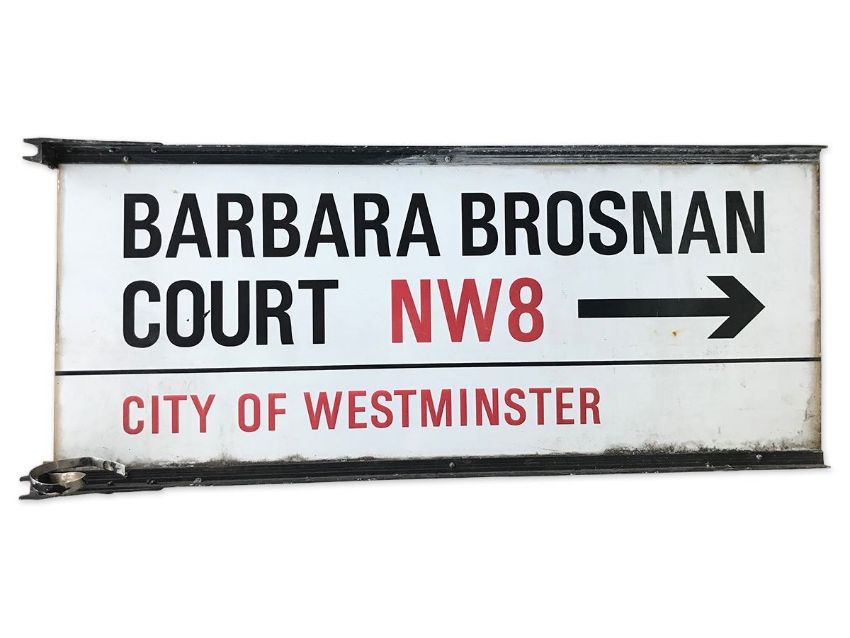 BARBARA BROSNAN
COURT NW8 →
CITY OF WESTMINSTER